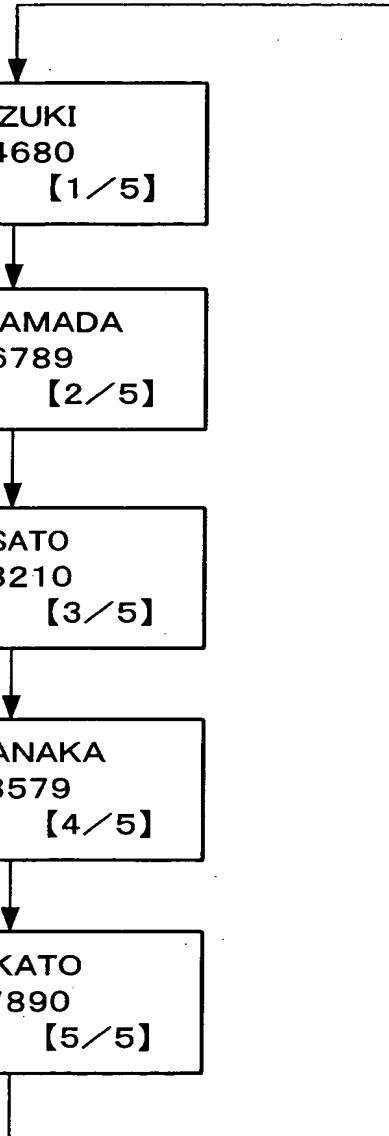 ZUKI
4680
【1／5】
AMADA
6789
【2／5】
SATO
3210
【3／5】
ANAKA
3579
【4／5】
KATO
7890
【5／5】